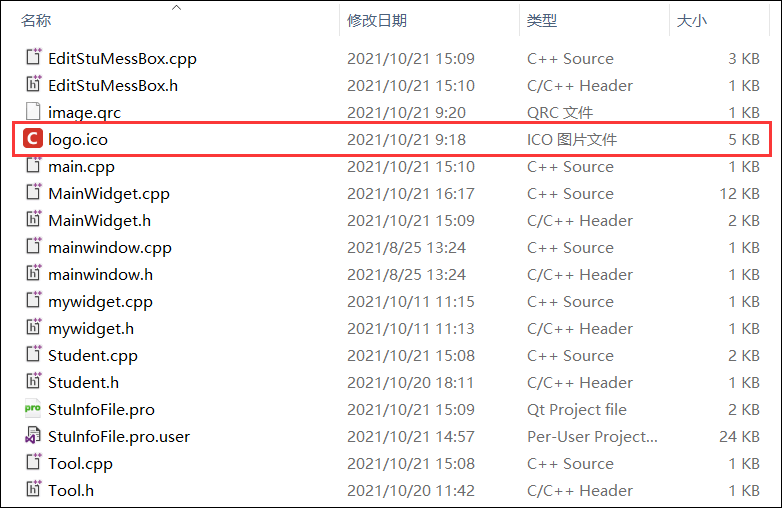 名称 修改日期 类型 大小
EditStuMessBox.cpp 2021/10/21 15:09 C++ Source 3 KB
EditStuMessBox.h 2021/10/21 15:10 C/C++ Header 1 KB
image.qrc 2021/10/21 9:20 QRC 文件 1 KB
C logo.ico 2021/10/21 9:18 ICO 图片文件 5 KB
main.cpp 2021/10/21 15:10 C++ Source 1 KB
MainWidget.cpp 2021/10/21 16:17 C++ Source 12 KB
MainWidget.h 2021/10/21 15:09 C/C++ Header 2 KB
mainwindow.cpp 2021/8/25 13:24 C++ Source 1 KB
mainwindow.h 2021/8/25 13:24 C/C++ Header 1 KB
mywidget.cpp 2021/10/11 11:15 C++ Source 1 KB
mywidget.h 2021/10/11 11:13 C/C++ Header 1 KB
Student.cpp 2021/10/21 15:08 C++ Source 2 KB
Student.h 2021/10/20 18:11 C/C++ Header 1 KB
pro StuInfoFile.pro 2021/10/21 15:09 Qt Project file 2 KB
StuInfoFile.pro.user 2021/10/21 14:57 Per-User Project... 24 KB
Tool.cpp 2021/10/21 15:08 C++ Source 1 KB
Tool.h 2021/10/20 11:42 C/C++ Header 1 KB